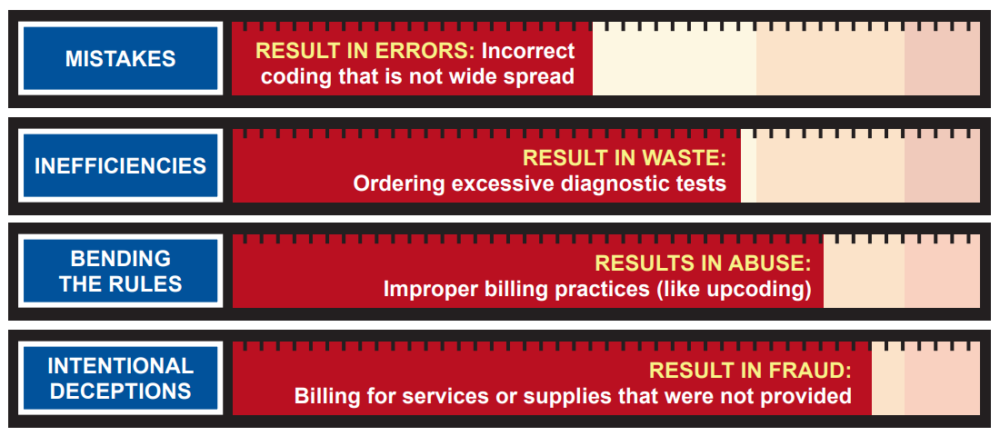 MISTAKES
RESULT IN ERRORS: Incorrect
coding that is not wide spread
INEFFICIENCIES
RESULT IN WASTE:
Ordering excessive diagnostic tests
BENDING
THE RULES
RESULTS IN ABUSE:
Improper billing practices (like upcoding)
INTENTIONAL
DECEPTIONS
RESULT IN FRAUD:
Billing for services or supplies that were not provided